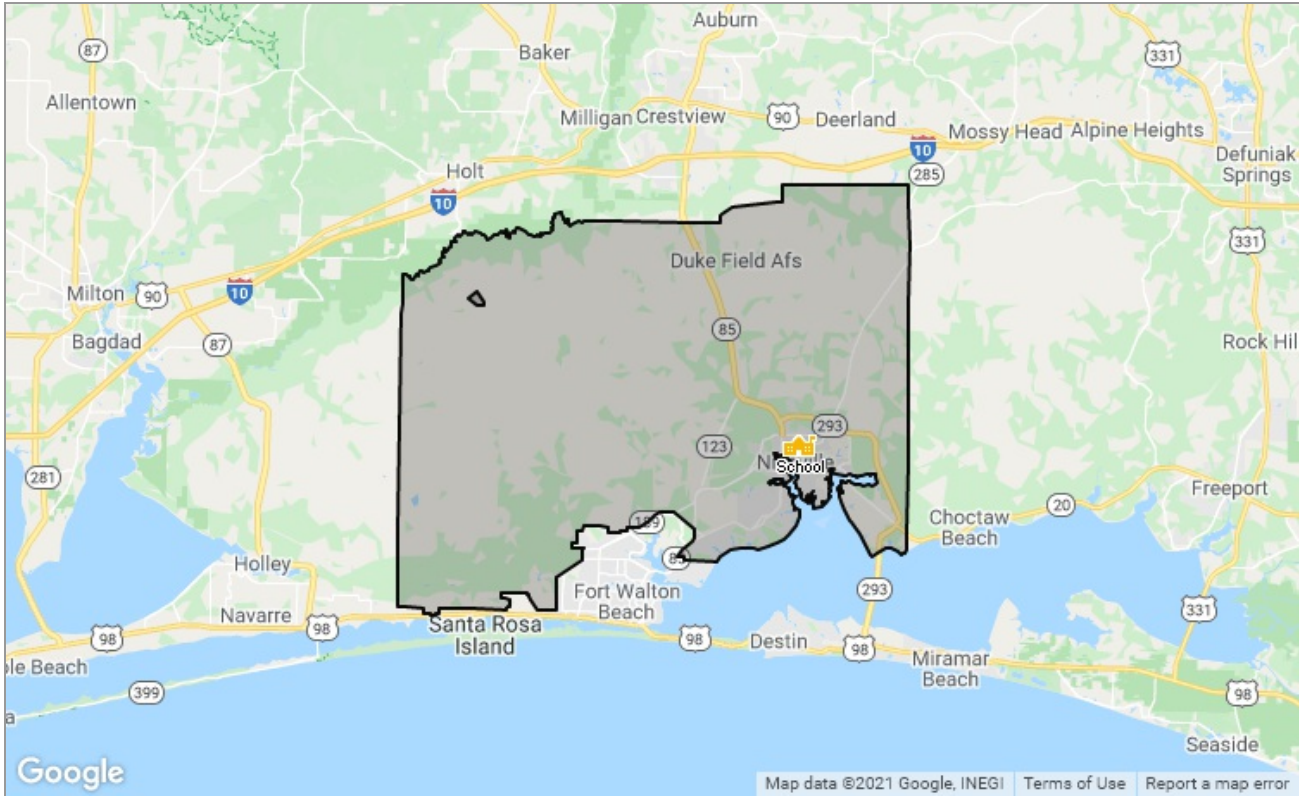 Auburn
87
Baker
331
Allentown
Milligan
Crestview
90
Deerland
Mossy Head
Alpine Heights
10
Defuniak
Springs
Holt
285
10
331
Duke Field Afs
Milton
90
10
Bagdad
87
85
Rock Hil
293
123
School
281
Freeport
20
Choctaw
Beach
189
85
Holley
Fort Walton
Beach
293
331
Navarre
98
98
Santa Rosa
Island
98
Destin
98
Miramar
Beach
ole Beach
399
98
a
Seaside
Google
Map data ©2021 Google, INEGI
Terms of Use
Report a map error